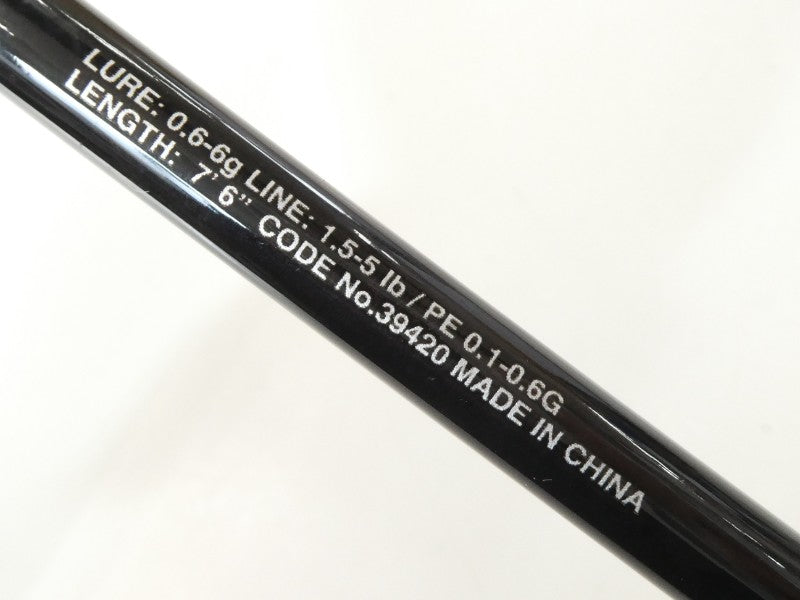 LURE: 0.6-6g LINE: 1.5-5 lb / PE 0.1-0.6G
LENGTH: 7' 6" CODE No.39420 MADE IN CHINA